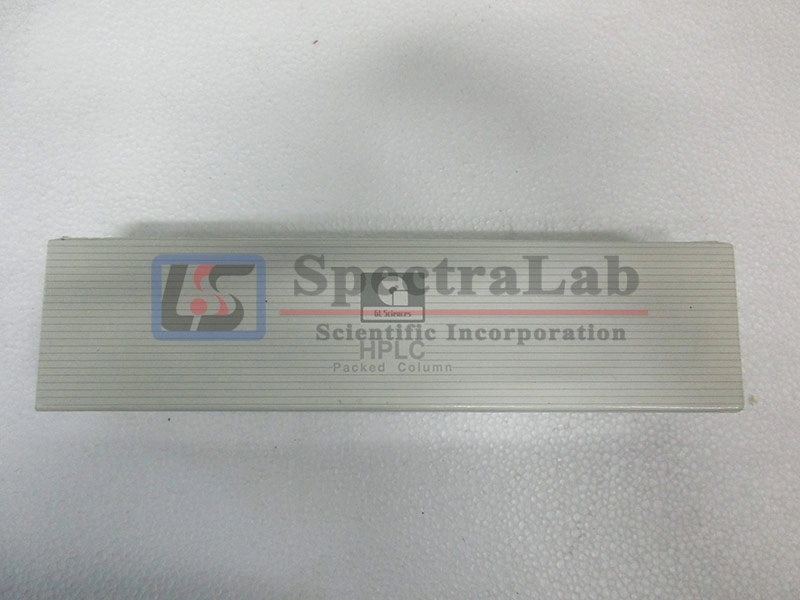 SpectraLab
Scientific Incorporation
GL Sciences
HPLC
Packed Column